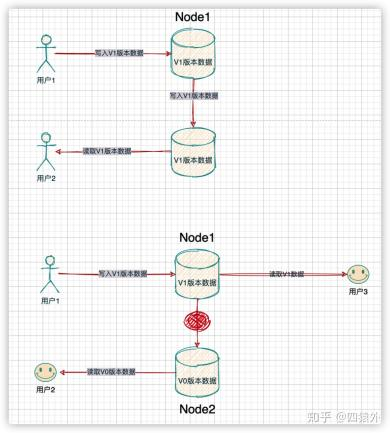 Node1
写入V1版本数据
V1版本数据
用户1
写入V1版本数据
读取V1版本数据
V1版本数据
用户2
Node1
写入V1版本数据
V1版本数据
读取V1数据
用户1
用户3
读取V0版本数据
V0版本数据
用户2
Node2
知乎 @四猿外